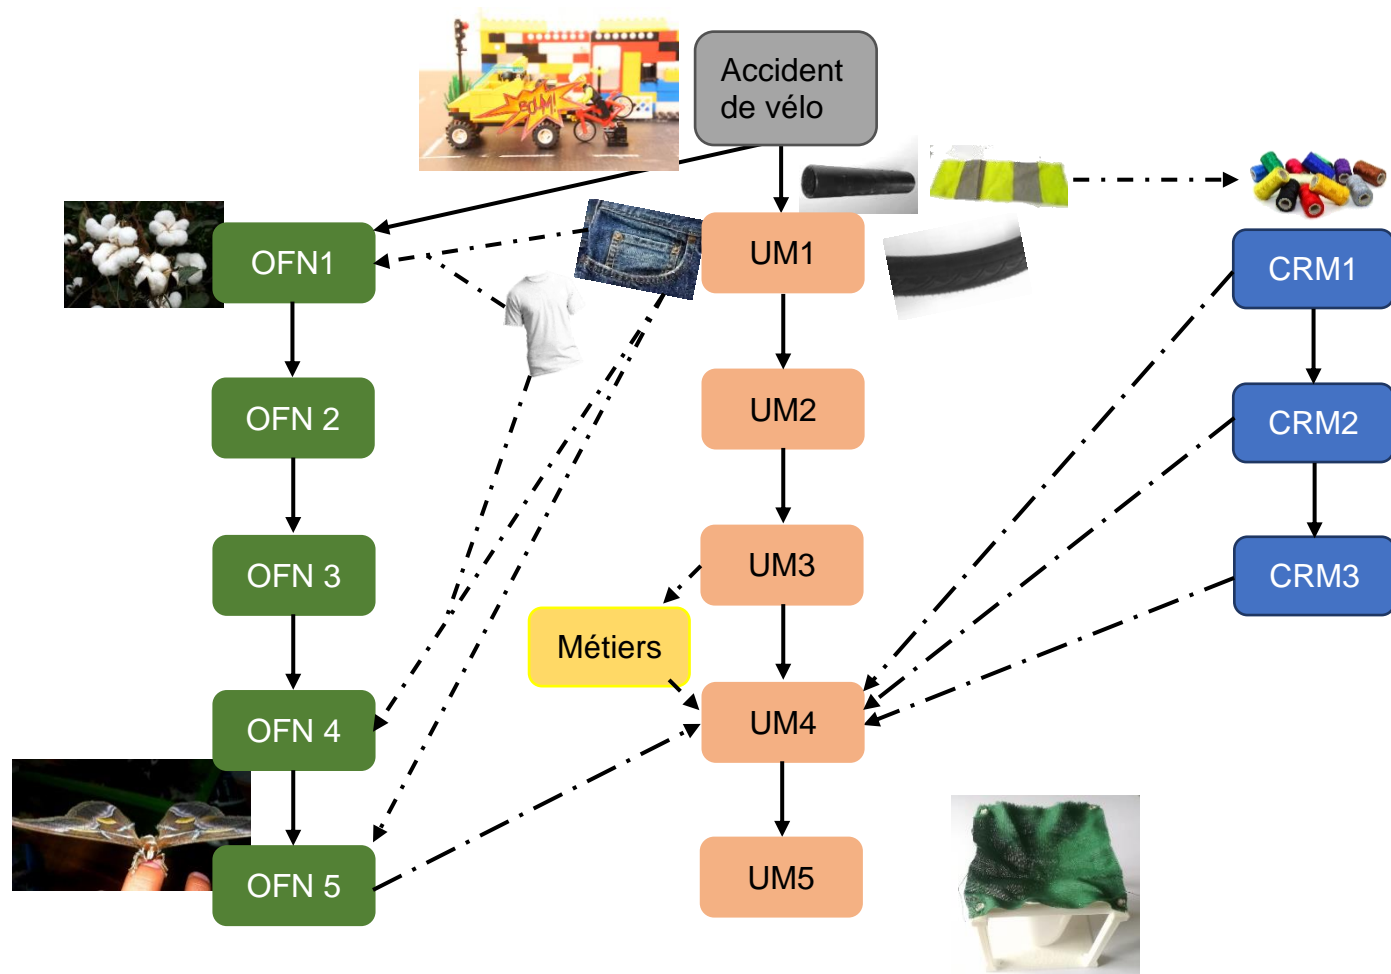 Accident
de vélo
BOUM!
OFN1
UM1
CRM1
OFN 2
UM2
CRM2
OFN 3
UM3
CRM3
Métiers
OFN 4
UM4
OFN 5
UM5